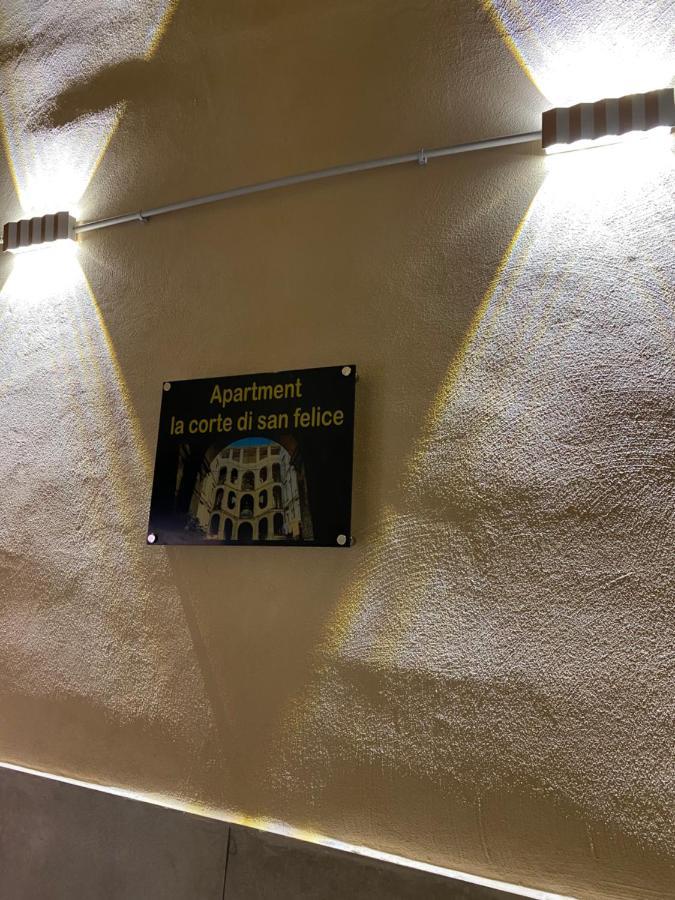 Apartment
la corte di san felice